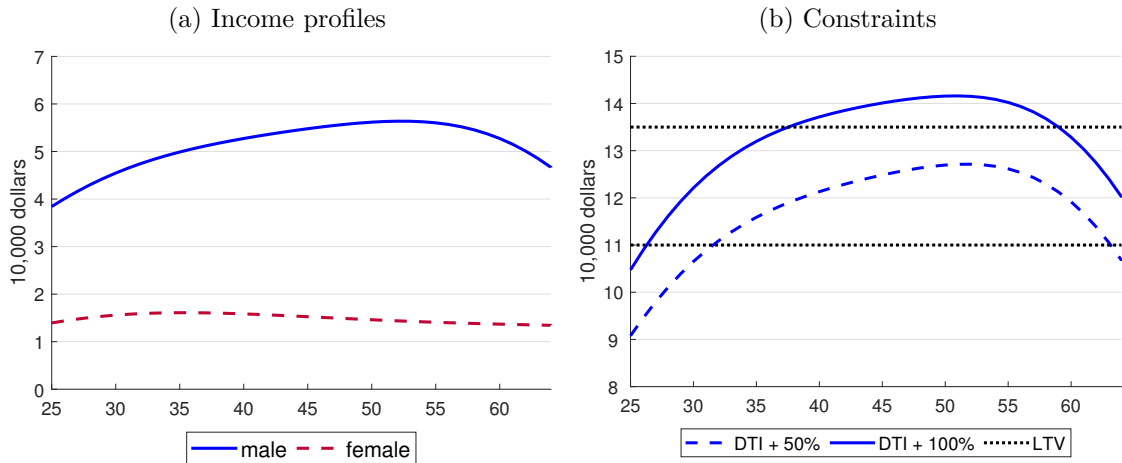 (a) Income profiles
10,000 dollars
7
6
5
4
3
2
1
0
25 30 35 40 45 50 55 60
male female
(b) Constraints
10,000 dollars
15
14
13
12
11
10
9
8
25 30 35 40 45 50 55 60
DTI + 50% DTI + 100% LTV